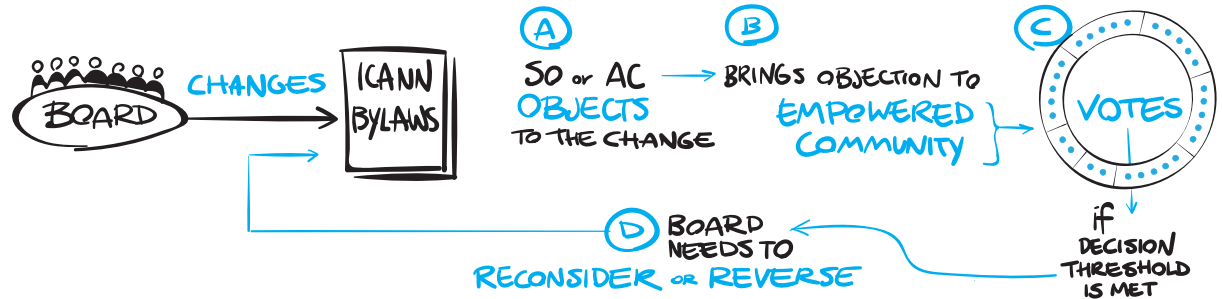 BOARD
CHANGES
ICANN
BYLAWS
A
SO or AC
OBJECTS
TO THE CHANGE
B
BRINGS OBJECTION TO
EMPOWERED
COMMUNITY
C
VOTES
if
DECISION
THRESHOLD
IS MET
D
BOARD
NEEDS TO
RECONSIDER OR REVERSE